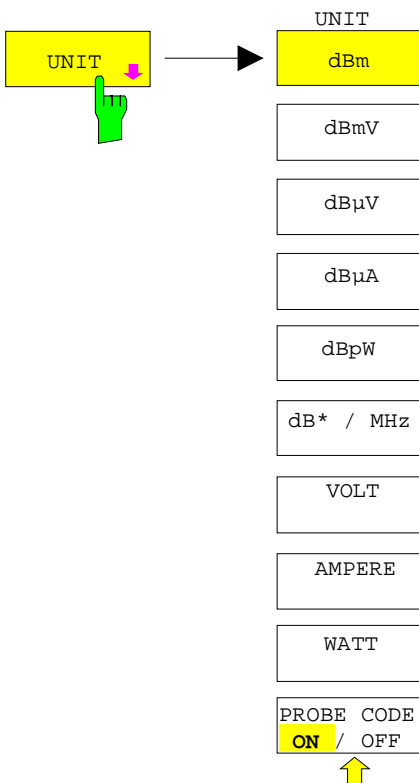 UNIT
UNIT
dBm
dBmV
dBµV
dBµA
dBpW
dB* / MHz
VOLT
AMPERE
WATT
PROBE CODE
ON / OFF